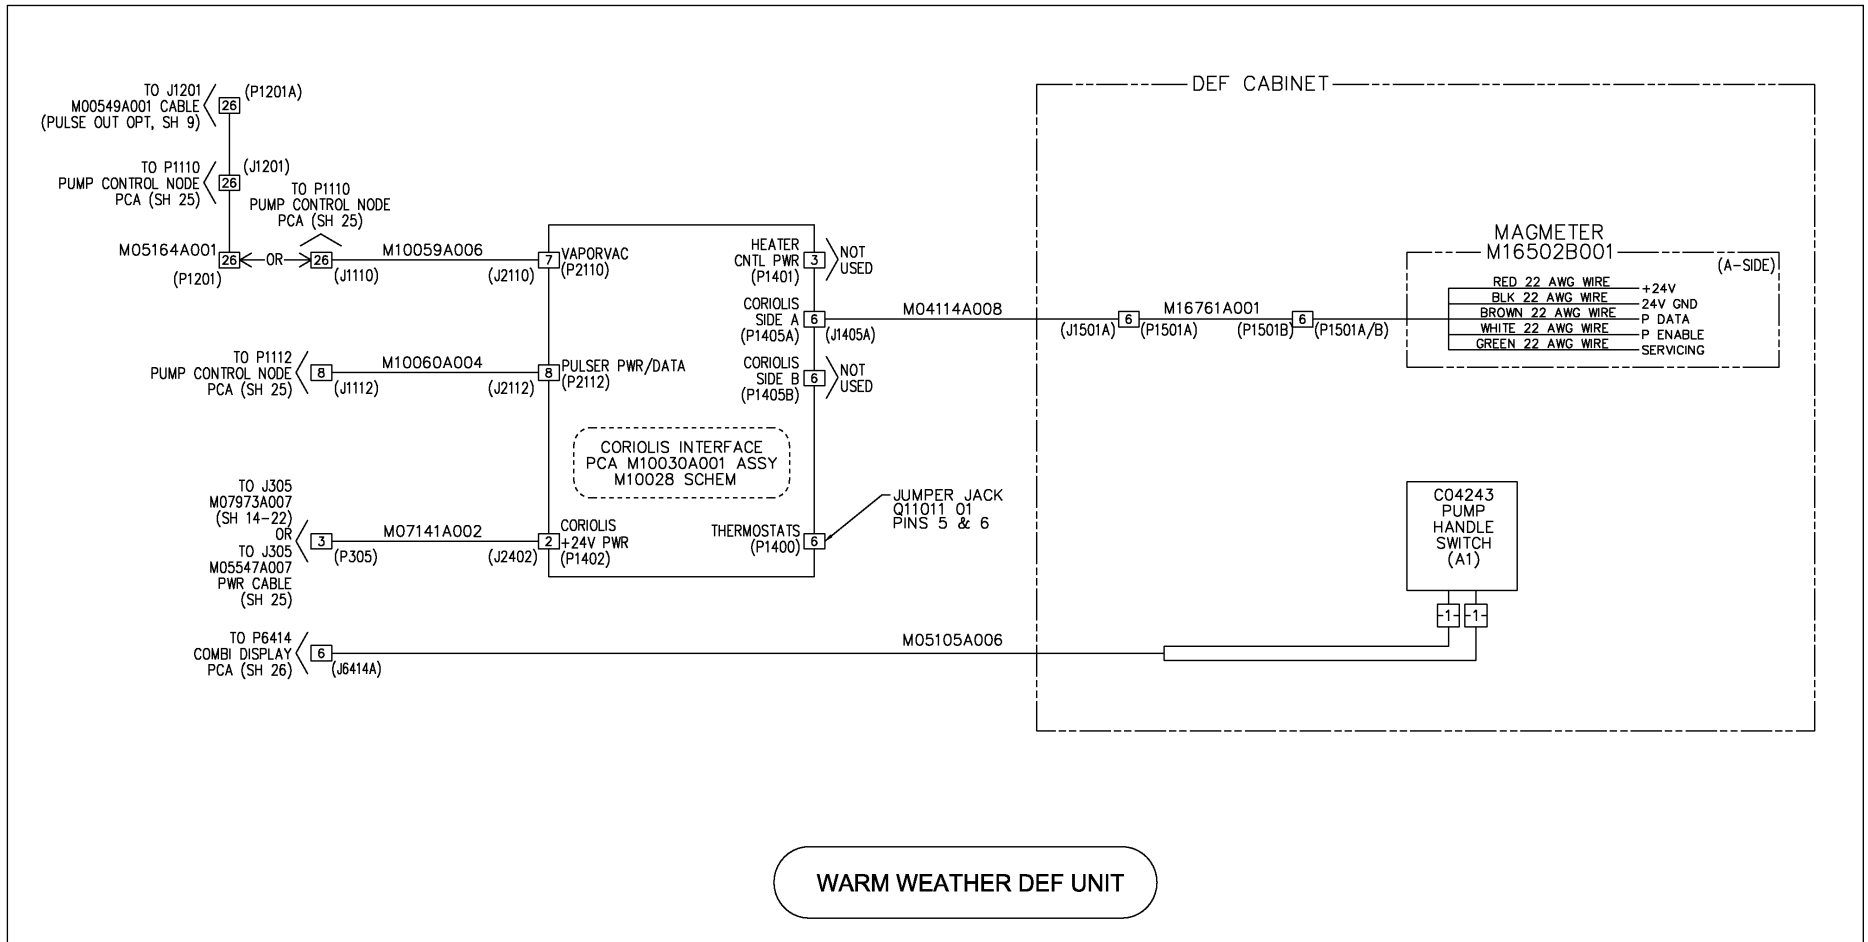 DEF CABINET
TO J1201
M00549A001 CABLE
(PULSE OUT OPT, SH 9)
26
(P1201A)
TO P1110
PUMP CONTROL NODE
PCA (SH 25)
26
(J1201)
TO P1110
PUMP CONTROL NODE
PCA (SH 25)
M05164A001
(P1201)
26
OR
26
(J1110)
M10059A006
(J2110)
7
VAPORVAC
(P2110)
TO P1112
PUMP CONTROL NODE
PCA (SH 25)
8
(J1112)
M10060A004
(J2112)
8
PULSER PWR/DATA
(P2112)
TO J305
M07973A007
(SH 14-22)
OR
TO J305
M05547A007
PWR CABLE
(SH 25)
3
(P305)
M07141A002
(J2402)
2
CORIOLIS
+24V PWR
(P1402)
TO P6414
COMBI DISPLAY
PCA (SH 26)
6
(J6414A)
M05105A006
HEATER
CNTL PWR
(P1401)
3
NOT
USED
CORIOLIS
SIDE A
(P1405A)
6
(J1405A)
M04114A008
CORIOLIS
SIDE B
(P1405B)
6
NOT
USED
CORIOLIS INTERFACE
PCA M10030A001 ASSY
M10028 SCHEM
THERMOSTATS
(P1400)
6
JUMPER JACK
Q11011 01
PINS 5 & 6
(J1501A)
6
(P1501A)
M16761A001
(P1501B)
6
(P1501A/B)
MAGMETER
M16502B001
(A-SIDE)
RED 22 AWG WIRE +24V
BLK 22 AWG WIRE 24V GND
BROWN 22 AWG WIRE P DATA
WHITE 22 AWG WIRE P ENABLE
GREEN 22 AWG WIRE SERVICING
C04243
PUMP
HANDLE
SWITCH
(A1)
-1- -1-
WARM WEATHER DEF UNIT